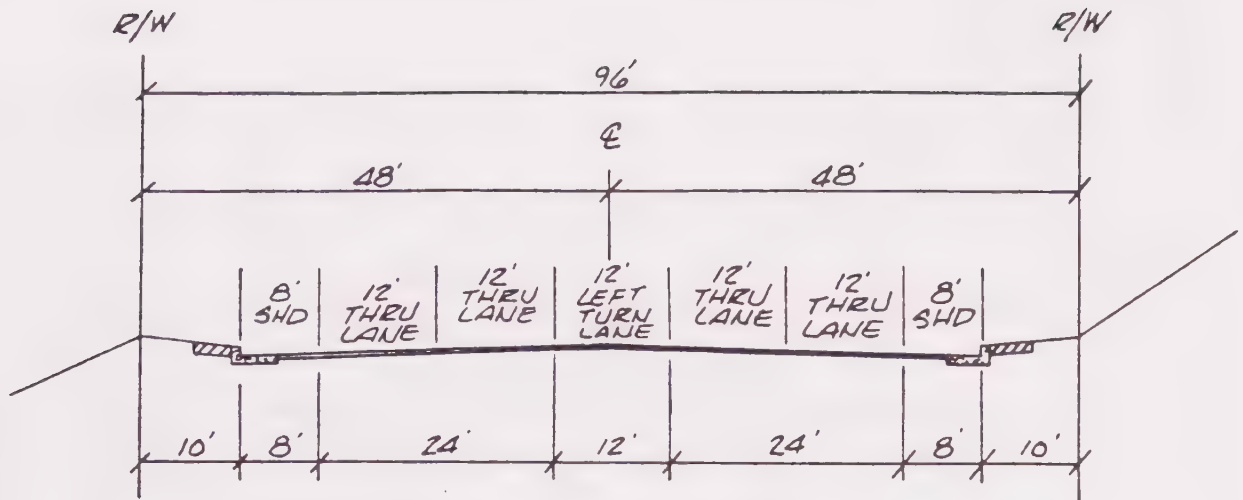 R/W
R/W
96'
℄
48'
48'
8'
SHD
12'
THRU
LANE
12'
THRU
LANE
12'
LEFT
TURN
LANE
12'
THRU
LANE
12'
THRU
LANE
8'
SHD
10'
8'
24'
12'
24'
8'
10'